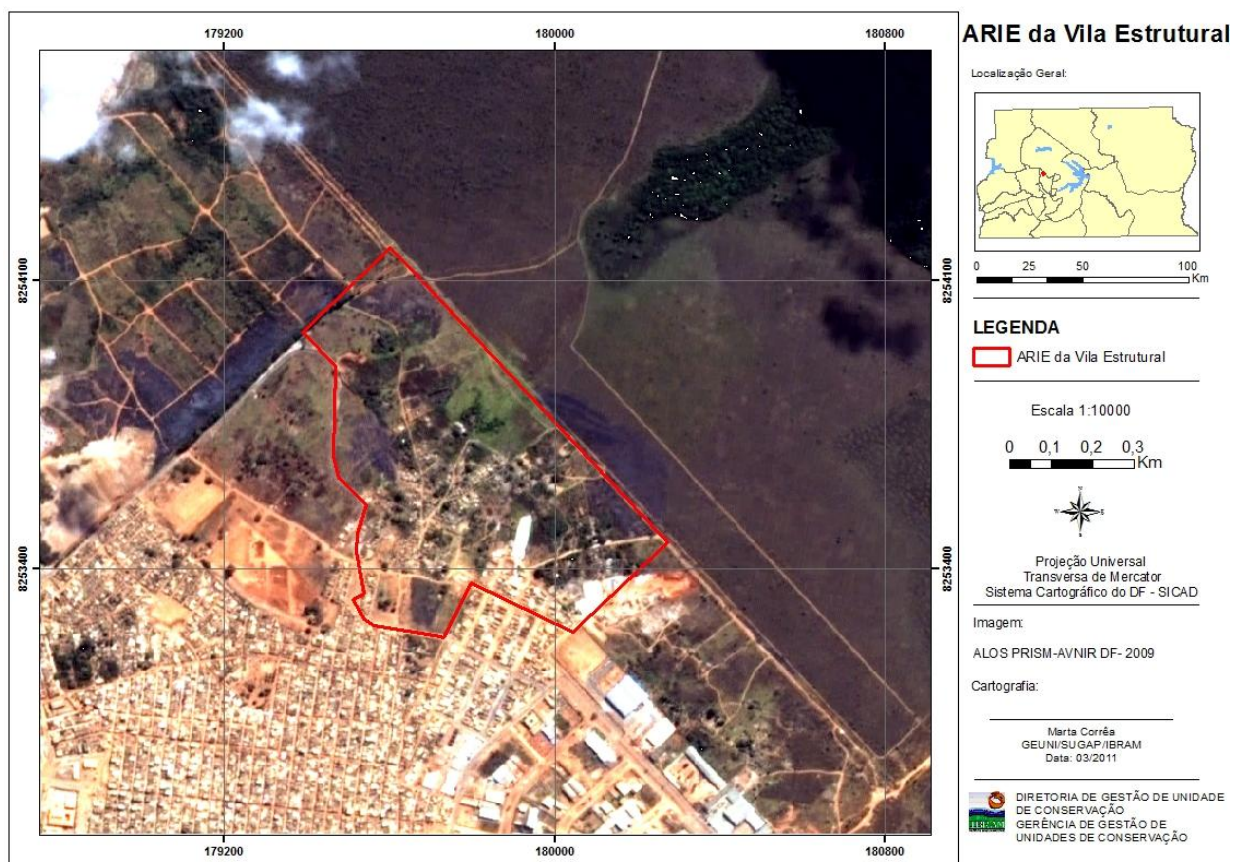 179200 180000 180800
8254100 8254100
8253400 8253400
179200 180000 180800
ARIE da Vila Estrutural
Localização Geral:
0 25 50 100
Km
LEGENDA
ARIE da Vila Estrutural
Escala 1:10000
0 0,1 0,2 0,3
Km
Projeção Universal
Transversa de Mercator
Sistema Cartográfico do DF - SICAD
Imagem:
ALOS PRISM-AVNIR DF- 2009
Cartografia:
Marta Corrêa
GEUNI/SUGAP/IBRAM
Data: 03/2011
IBRAM
DIRETORIA DE GESTÃO DE UNIDADE
DE CONSERVAÇÃO
GERÊNCIA DE GESTÃO DE
UNIDADES DE CONSERVAÇÃO